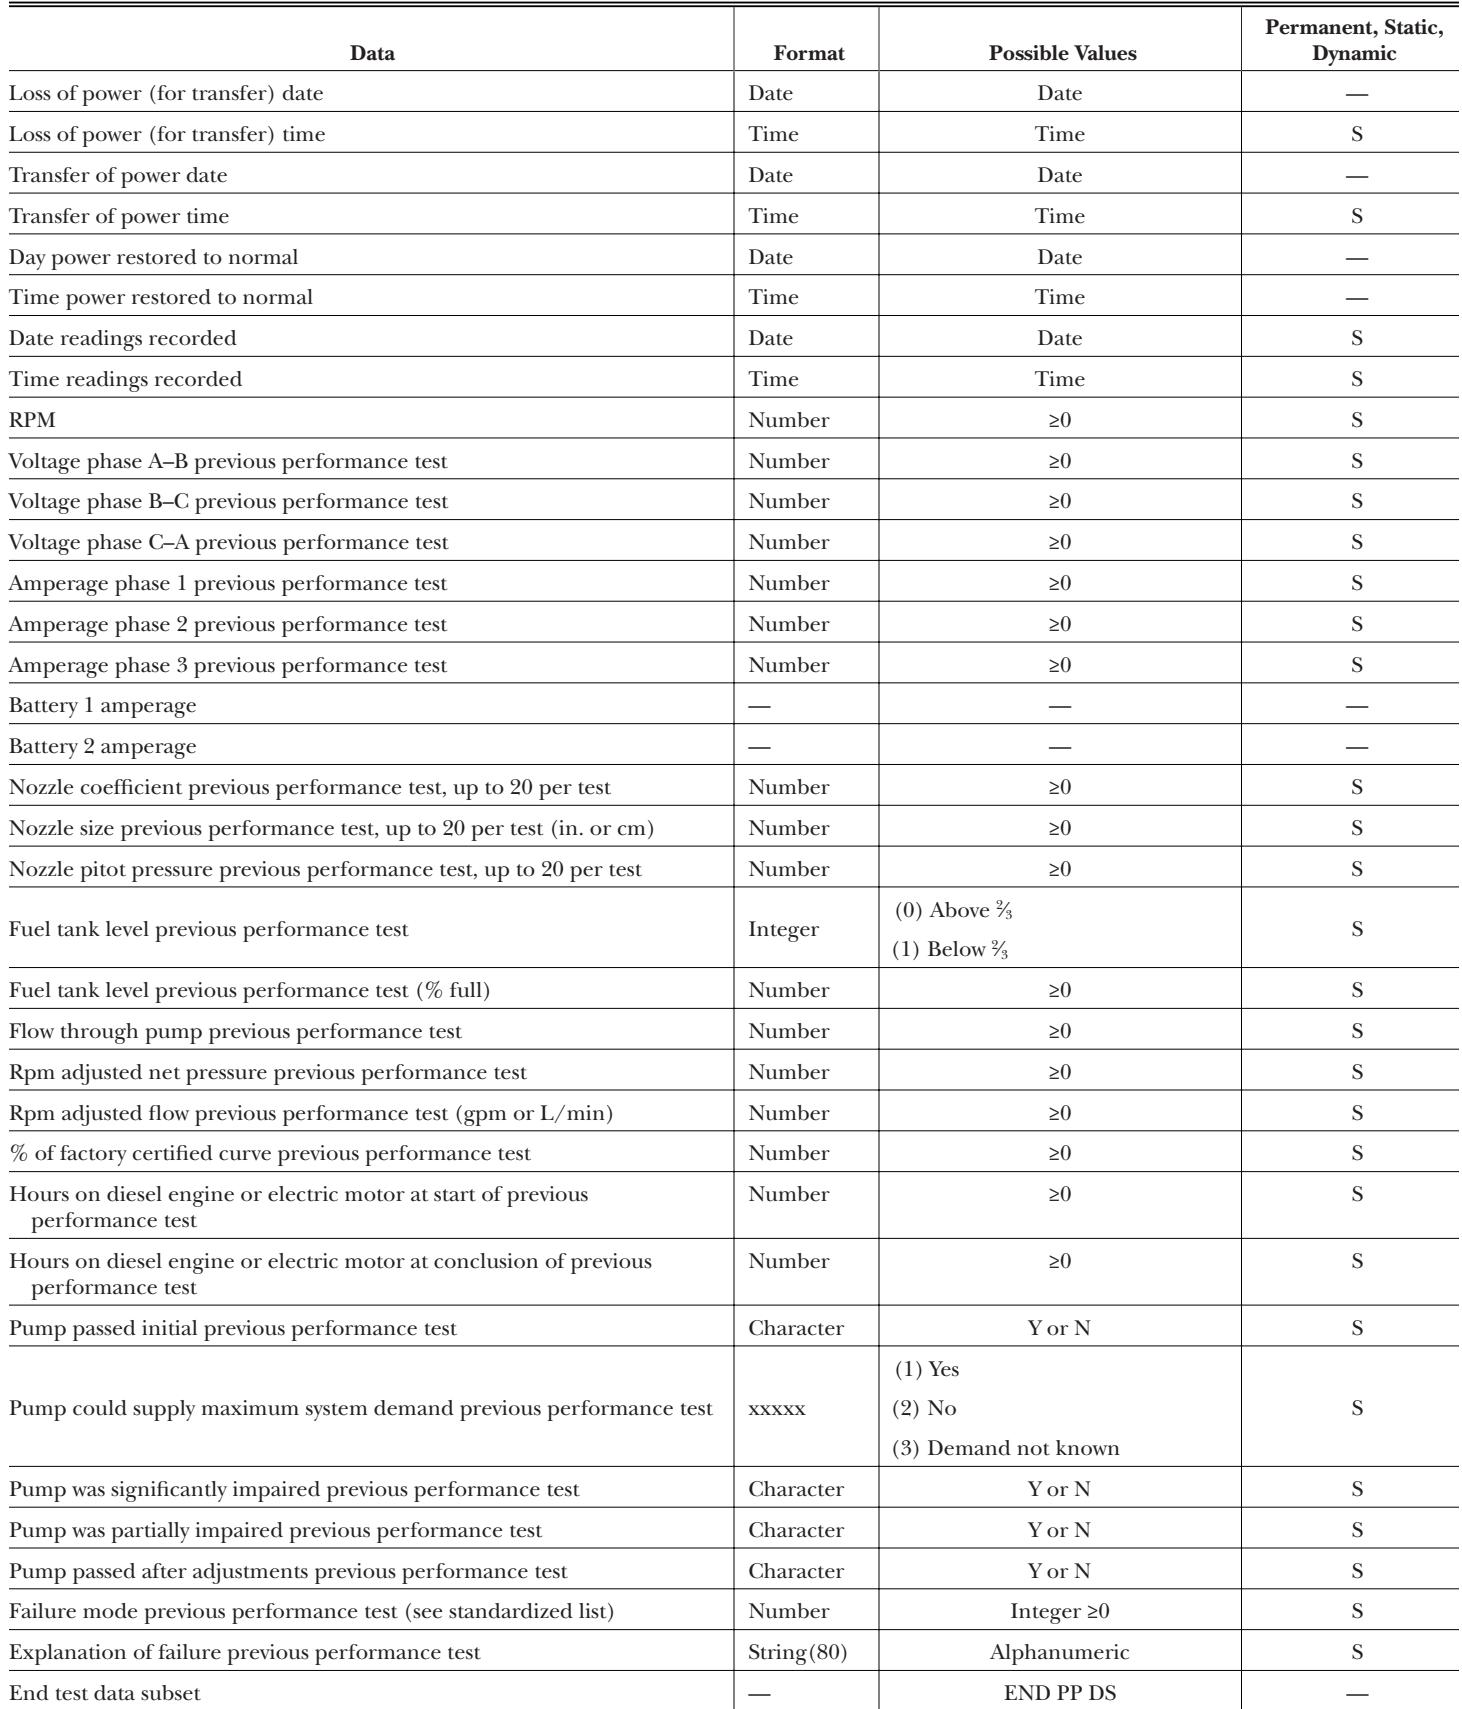 Data Format Possible Values Permanent, Static,
Dynamic
Loss of power (for transfer) date Date Date —
Loss of power (for transfer) time Time Time S
Transfer of power date Date Date —
Transfer of power time Time Time S
Day power restored to normal Date Date —
Time power restored to normal Time Time —
Date readings recorded Date Date S
Time readings recorded Time Time S
RPM Number ≥0 S
Voltage phase A–B previous performance test Number ≥0 S
Voltage phase B–C previous performance test Number ≥0 S
Voltage phase C–A previous performance test Number ≥0 S
Amperage phase 1 previous performance test Number ≥0 S
Amperage phase 2 previous performance test Number ≥0 S
Amperage phase 3 previous performance test Number ≥0 S
Battery 1 amperage — — —
Battery 2 amperage — — —
Nozzle coefficient previous performance test, up to 20 per test Number ≥0 S
Nozzle size previous performance test, up to 20 per test (in. or cm) Number ≥0 S
Nozzle pitot pressure previous performance test, up to 20 per test Number ≥0 S
Fuel tank level previous performance test Integer (0) Above ⅔
(1) Below ⅔ S
Fuel tank level previous performance test (% full) Number ≥0 S
Flow through pump previous performance test Number ≥0 S
Rpm adjusted net pressure previous performance test Number ≥0 S
Rpm adjusted flow previous performance test (gpm or L/min) Number ≥0 S
% of factory certified curve previous performance test Number ≥0 S
Hours on diesel engine or electric motor at start of previous Number ≥0 S
performance test
Hours on diesel engine or electric motor at conclusion of previous Number ≥0 S
performance test
Pump passed initial previous performance test Character Y or N S
Pump could supply maximum system demand previous performance test xxxxx (1) Yes
(2) No S
(3) Demand not known
Pump was significantly impaired previous performance test Character Y or N S
Pump was partially impaired previous performance test Character Y or N S
Pump passed after adjustments previous performance test Character Y or N S
Failure mode previous performance test (see standardized list) Number Integer ≥0 S
Explanation of failure previous performance test String(80) Alphanumeric S
End test data subset — END PP DS —